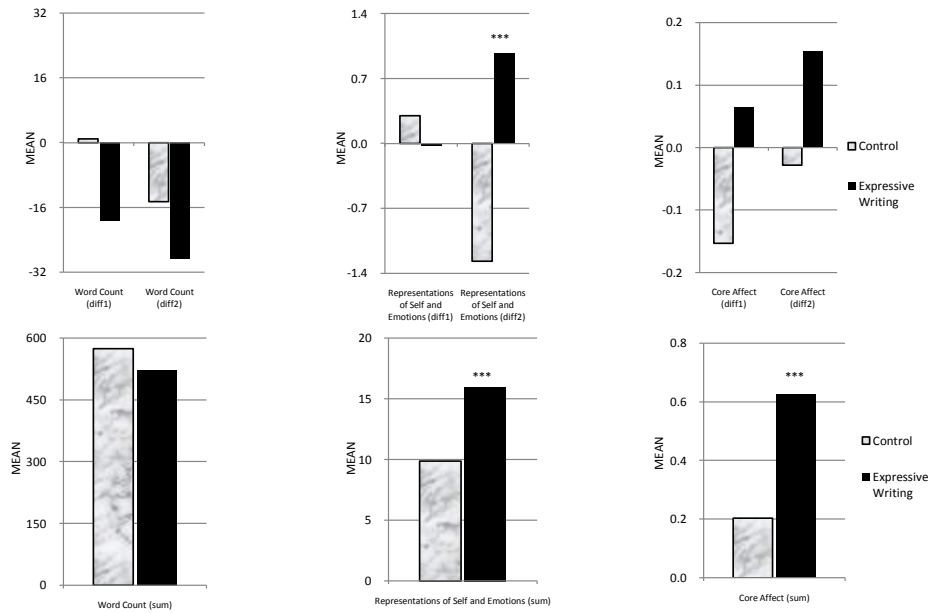 32
16
0
-16
-32
MEAN
Word Count
(diff1)
Word Count
(diff2)
1.4
0.7
0.0
-0.7
-1.4
MEAN
***
Representations
of Self and
Emotions (diff1)
Representations
of Self and
Emotions (diff2)
0.2
0.1
0.0
-0.1
-0.2
MEAN
Core Affect
(diff1)
Core Affect
(diff2)
Control
Expressive
Writing
600
450
300
150
0
MEAN
Word Count (sum)
20
15
10
5
0
MEAN
***
Representations of Self and Emotions (sum)
0.8
0.6
0.4
0.2
0.0
MEAN
***
Core Affect (sum)
Control
Expressive
Writing